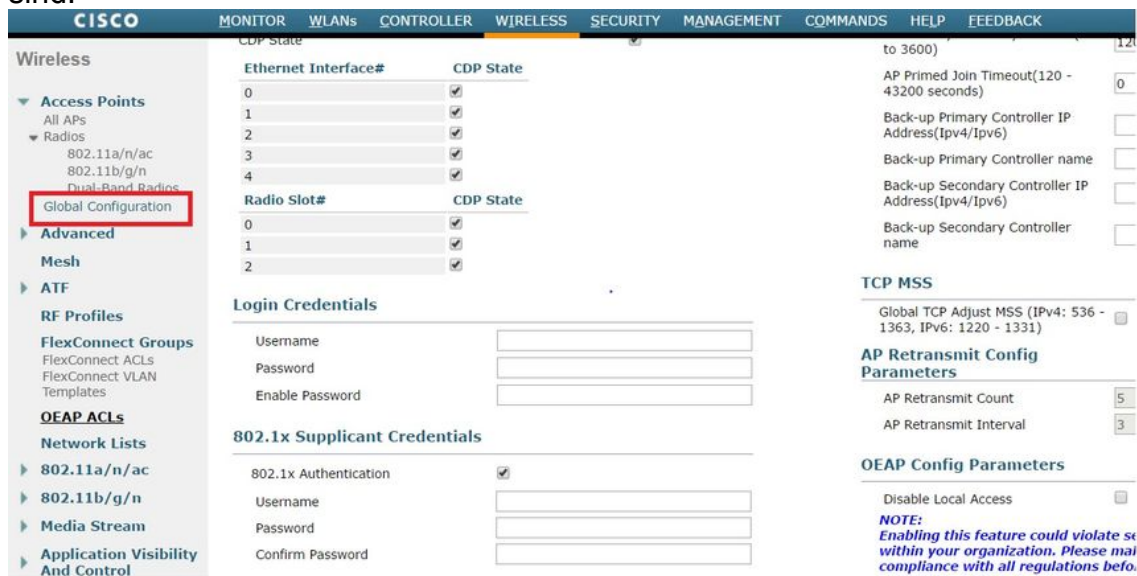 sind.
CISCO MONITOR WLANs CONTROLLER WIRELESS SECURITY MANAGEMENT COMMANDS HELP FEEDBACK
Wireless
Access Points
All APs
Radios
802.11a/n/ac
802.11b/g/n
Dual-Band Radios
Global Configuration
Advanced
Mesh
ATF
RF Profiles
FlexConnect Groups
FlexConnect ACLs
FlexConnect VLAN
Templates
OEAP ACLs
Network Lists
802.11a/n/ac
802.11b/g/n
Media Stream
Application Visibility
And Control
CDP State
Ethernet Interface# CDP State
0
1
2
3
4
Radio Slot# CDP State
0
1
2
Login Credentials
Username
Password
Enable Password
802.1x Supplicant Credentials
802.1x Authentication
Username
Password
Confirm Password
to 3600)
AP Primed Join Timeout(120 - 0
43200 seconds)
Back-up Primary Controller IP
Address(Ipv4/Ipv6)
Back-up Primary Controller name
Back-up Secondary Controller IP
Address(Ipv4/Ipv6)
Back-up Secondary Controller
name
TCP MSS
Global TCP Adjust MSS (IPv4: 536 -
1363, IPv6: 1220 - 1331)
AP Retransmit Config
Parameters
AP Retransmit Count 5
AP Retransmit Interval 3
OEAP Config Parameters
Disable Local Access
NOTE:
Enabling this feature could violate
within your organization. Please
compliance with all regulations